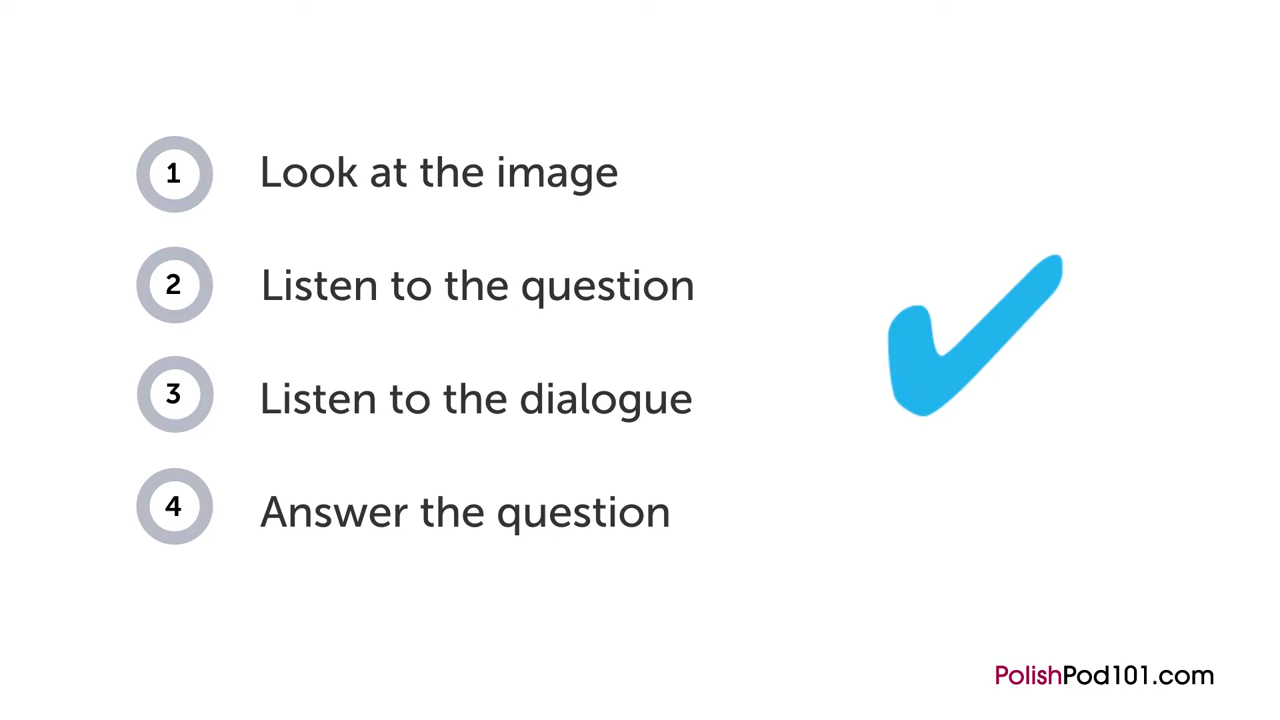 1 Look at the image
2 Listen to the question
3 Listen to the dialogue
4 Answer the question
PolishPod101.com